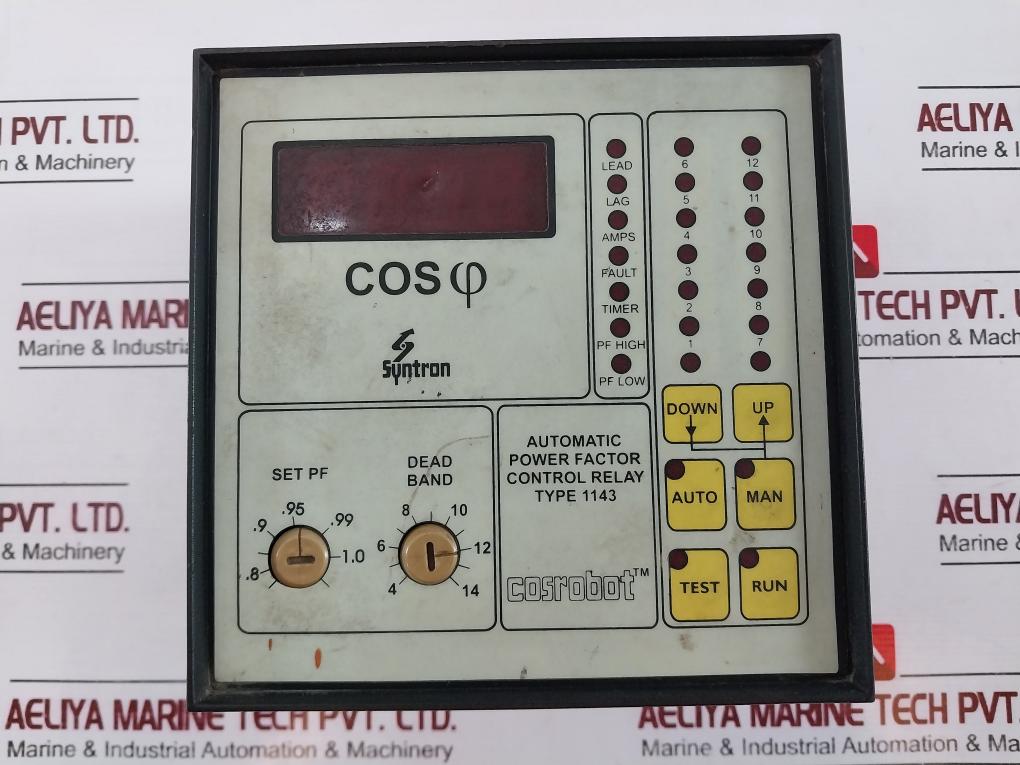 PVT. LTD.
n & Machinery
AELIYA
Marine & I
AELIYA MARI
Marine & Industri
TECH PVT.
tomation & Mach
PVT. LTD.
& Machinery
AELIY
Marine
AELIYA MARINE TECH PVT. LTD.
Marine & Industrial Automation & Machinery
AELIYA MARINE TECH PVT.
Marine & Industrial Automation & Ma
COS φ
Syntron
LEAD
LAG
AMPS
FAULT
TIMER
PF HIGH
PF LOW
6 12
5 11
4 10
3 9
2 8
1 7
DOWN UP
AUTO MAN
TEST RUN
SET PF
.8 .9 .95 .99 1.0
DEAD
BAND
4 6 8 10 12 14
AUTOMATIC
POWER FACTOR
CONTROL RELAY
TYPE 1143
cosrobot™